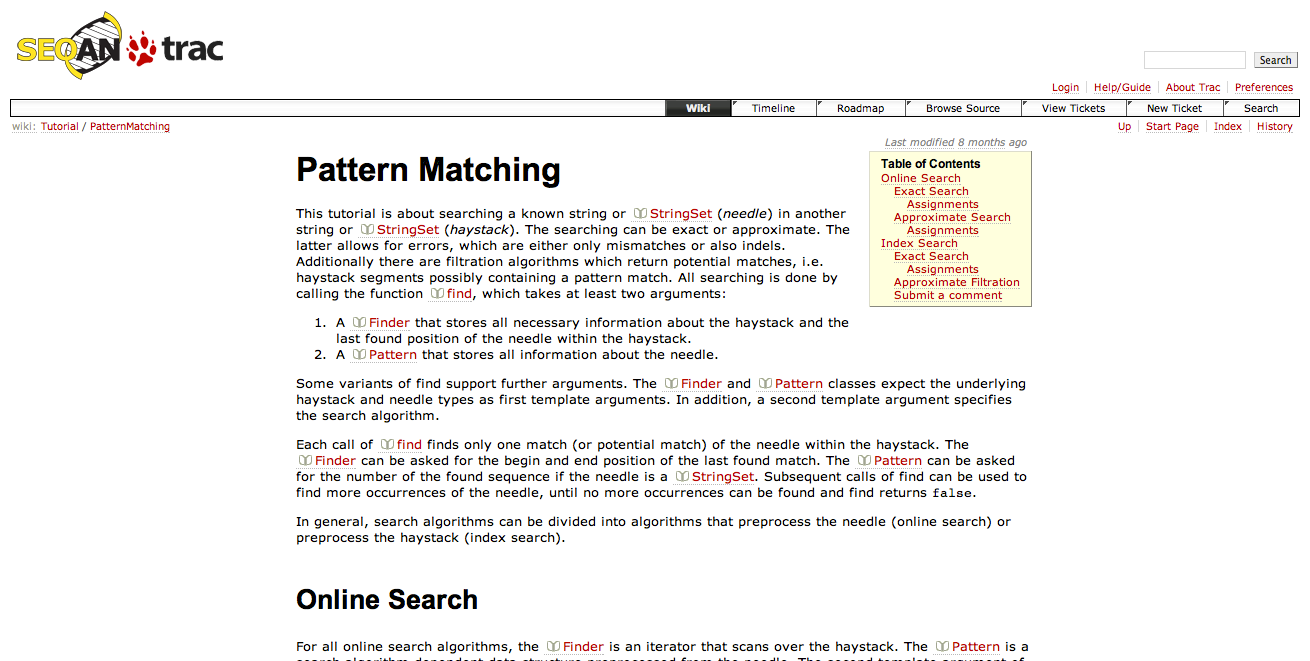 SEQAN trac
Search
Login Help/Guide About Trac Preferences
Wiki Timeline Roadmap Browse Source View Tickets New Ticket Search
wiki: Tutorial / PatternMatching
Up Start Page Index History
Last modified 8 months ago
Pattern Matching
Table of Contents
Online Search
Exact Search
Assignments
Approximate Search
Assignments
Index Search
Exact Search
Assignments
Approximate Filtration
Submit a comment
This tutorial is about searching a known string or StringSet (needle) in another
string or StringSet (haystack). The searching can be exact or approximate. The
latter allows for errors, which are either only mismatches or also indels.
Additionally there are filtration algorithms which return potential matches, i.e.
haystack segments possibly containing a pattern match. All searching is done by
calling the function find, which takes at least two arguments:
1. A Finder that stores all necessary information about the haystack and the
last found position of the needle within the haystack.
2. A Pattern that stores all information about the needle.
Some variants of find support further arguments. The Finder and Pattern classes expect the underlying
haystack and needle types as first template arguments. In addition, a second template argument specifies
the search algorithm.
Each call of find finds only one match (or potential match) of the needle within the haystack. The
Finder can be asked for the begin and end position of the last found match. The Pattern can be asked
for the number of the found sequence if the needle is a StringSet. Subsequent calls of find can be used to
find more occurrences of the needle, until no more occurrences can be found and find returns false.
In general, search algorithms can be divided into algorithms that preprocess the needle (online search) or
preprocess the haystack (index search).
Online Search
For all online search algorithms, the Finder is an iterator that scans over the haystack. The Pattern is a
search algorithm dependent data structure preprocessed from the needle. The second template argument of